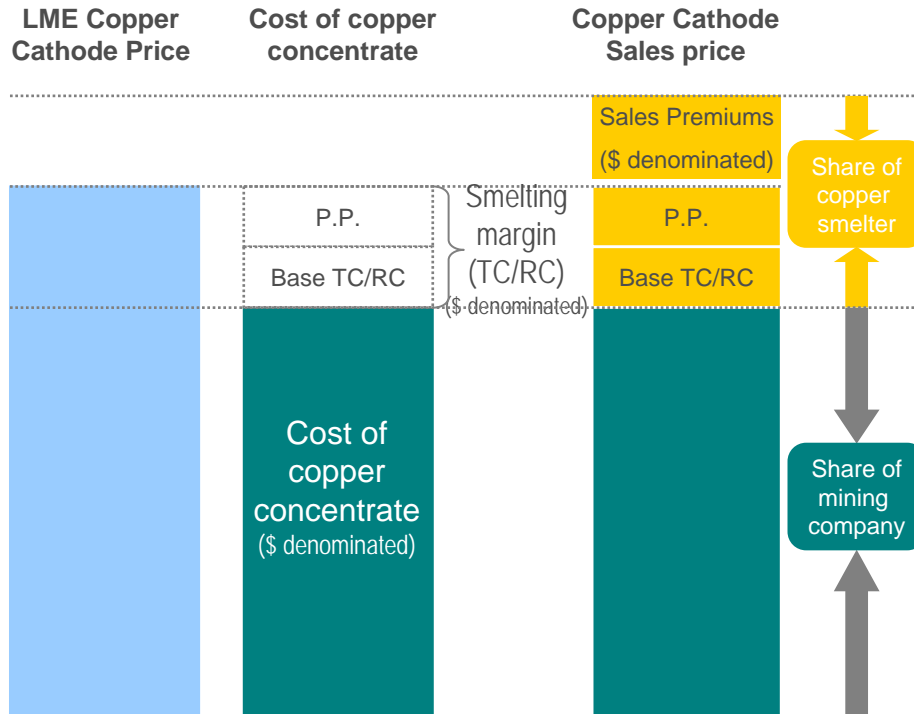 LME Copper
Cathode Price
Cost of copper
concentrate
Copper Cathode
Sales price
Sales Premiums
($ denominated)
Share of
copper
smelter
P.P.
Base TC/RC
Smelting
margin
(TC/RC)
($ denominated)
P.P.
Base TC/RC
Cost of
copper
concentrate
($ denominated)
Share of
mining
company